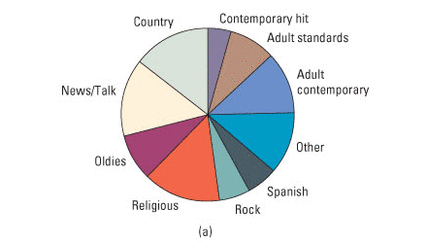 Country
Contemporary hit
Adult standards
Adult
contemporary
News/Talk
Other
Oldies
Spanish
Religious
Rock
(a)